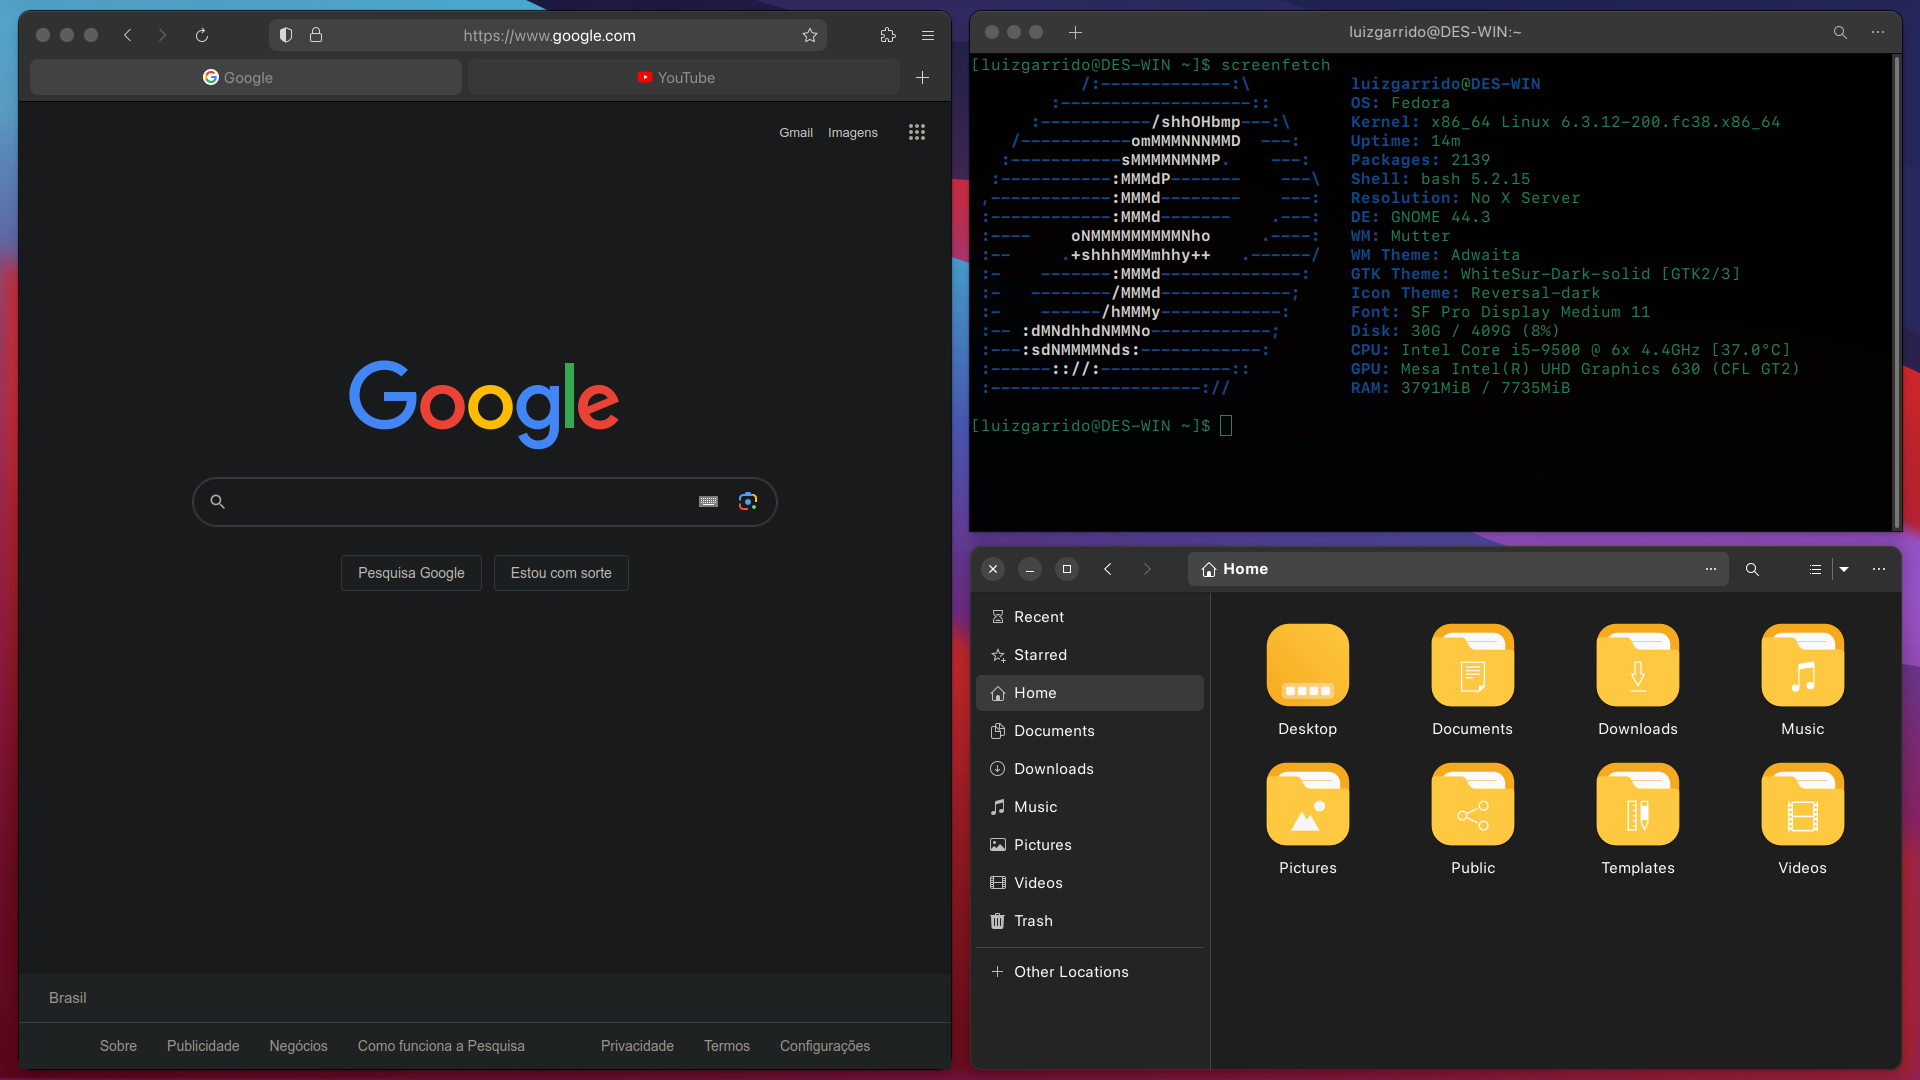 https://www.google.com
Google
YouTube
Gmail Imagens
Google
Pesquisa Google
Estou com sorte
Brasil
Sobre Publicidade Negócios Como funciona a Pesquisa Privacidade Termos Configurações
luizgarrido@DES-WIN:~
[luizgarrido@DES-WIN ~]$ screenfetch
/:-------------:\
:-------------------::
:-----------/shhOHbmp---:\
/-----------omMMMNNNMMD  ---:
:-----------sMMMMNMNMP.    ---:
:-----------:MMMdP-------    ---\
,------------:MMMd--------    ---:
:------------:MMMd-------    .---:
:----    oNMMMMMMMMMNho     .----:
:--     .+shhhMMMmhhy++   .------/
:-    -------:MMMd--------------:
:-   --------/MMMd-------------;
:-    ------/hMMMy------------:
:-- :dMNdhhdNMMNo------------;
:---:sdNMMMMNds:------------:
:------:://:-------------::
:---------------------://
luizgarrido@DES-WIN
OS: Fedora
Kernel: x86_64 Linux 6.3.12-200.fc38.x86_64
Uptime: 14m
Packages: 2139
Shell: bash 5.2.15
Resolution: No X Server
DE: GNOME 44.3
WM: Mutter
WM Theme: Adwaita
GTK Theme: WhiteSur-Dark-solid [GTK2/3]
Icon Theme: Reversal-dark
Font: SF Pro Display Medium 11
Disk: 30G / 409G (8%)
CPU: Intel Core i5-9500 @ 6x 4.4GHz [37.0°C]
GPU: Mesa Intel(R) UHD Graphics 630 (CFL GT2)
RAM: 3791MiB / 7735MiB
[luizgarrido@DES-WIN ~]$
Home
Recent
Starred
Home
Documents
Downloads
Music
Pictures
Videos
Trash
Other Locations
Desktop Documents Downloads Music
Pictures Public Templates Videos